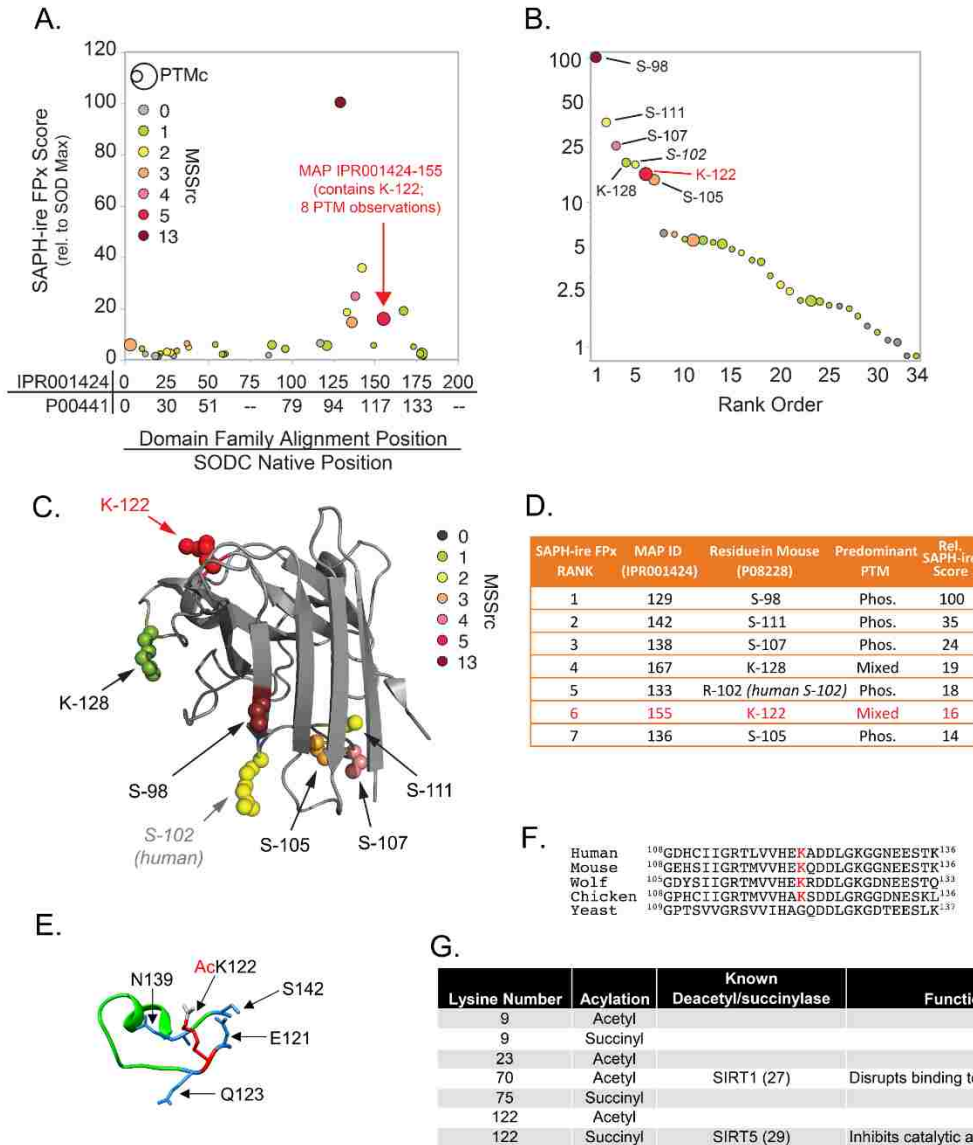 A.
120
100
80
60
40
20
0
SAPH-ire FPx Score
(rel. to SOD Max)
PTMc
0
1
2
3
4
5
13
MSSrc
MAP IPR001424-155
(contains K-122;
8 PTM observations)
IPR001424 0 25 50 75 100 125 150 175 200
P00441 0 30 51 -- 79 94 117 133 --
Domain Family Alignment Position
SODC Native Position
B.
100
50
25
10
5
2.5
1
S-98
S-111
S-107
S-102
K-128
K-122
S-105
1 5 10 15 20 25 30 34
Rank Order
C.
K-122
K-128
S-98
S-102
(human)
S-105
S-107
S-111
0
1
2
3
4
5
13
MSSrc
D.
SAPH-ire FPx RANK MAP ID (IPR001424) Residue in Mouse (P08228) Predominant PTM Rel. SAPH-ire Score
1 129 S-98 Phos. 100
2 142 S-111 Phos. 35
3 138 S-107 Phos. 24
4 167 K-128 Mixed 19
5 133 R-102 (human S-102) Phos. 18
6 155 K-122 Mixed 16
7 136 S-105 Phos. 14
E.
N139
AcK122
S142
E121
Q123
F.
Human 108GDHCIIGRTLVVHEKADDLGKGGNEESTK136
Mouse 108GEHSIIGRTMVVHEKQDDLGKGGNEESTK136
Wolf 105GDYSIIGRTMVVHEKRDDLGKGDNEESTQ133
Chicken 108GPHCIIGRTMVVHAKSDDLGRGGDNESKL136
Yeast 109GPTSVVGRSVVIHAGQDDLGKGDTEESLK137
G.
Lysine Number Acylation Known Deacetyl/succinylase Functi
9 Acetyl
9 Succinyl
23 Acetyl
70 Acetyl SIRT1 (27) Disrupts binding t
75 Succinyl
122 Acetyl
122 Succinyl SIRT5 (29) Inhibits catalytic a